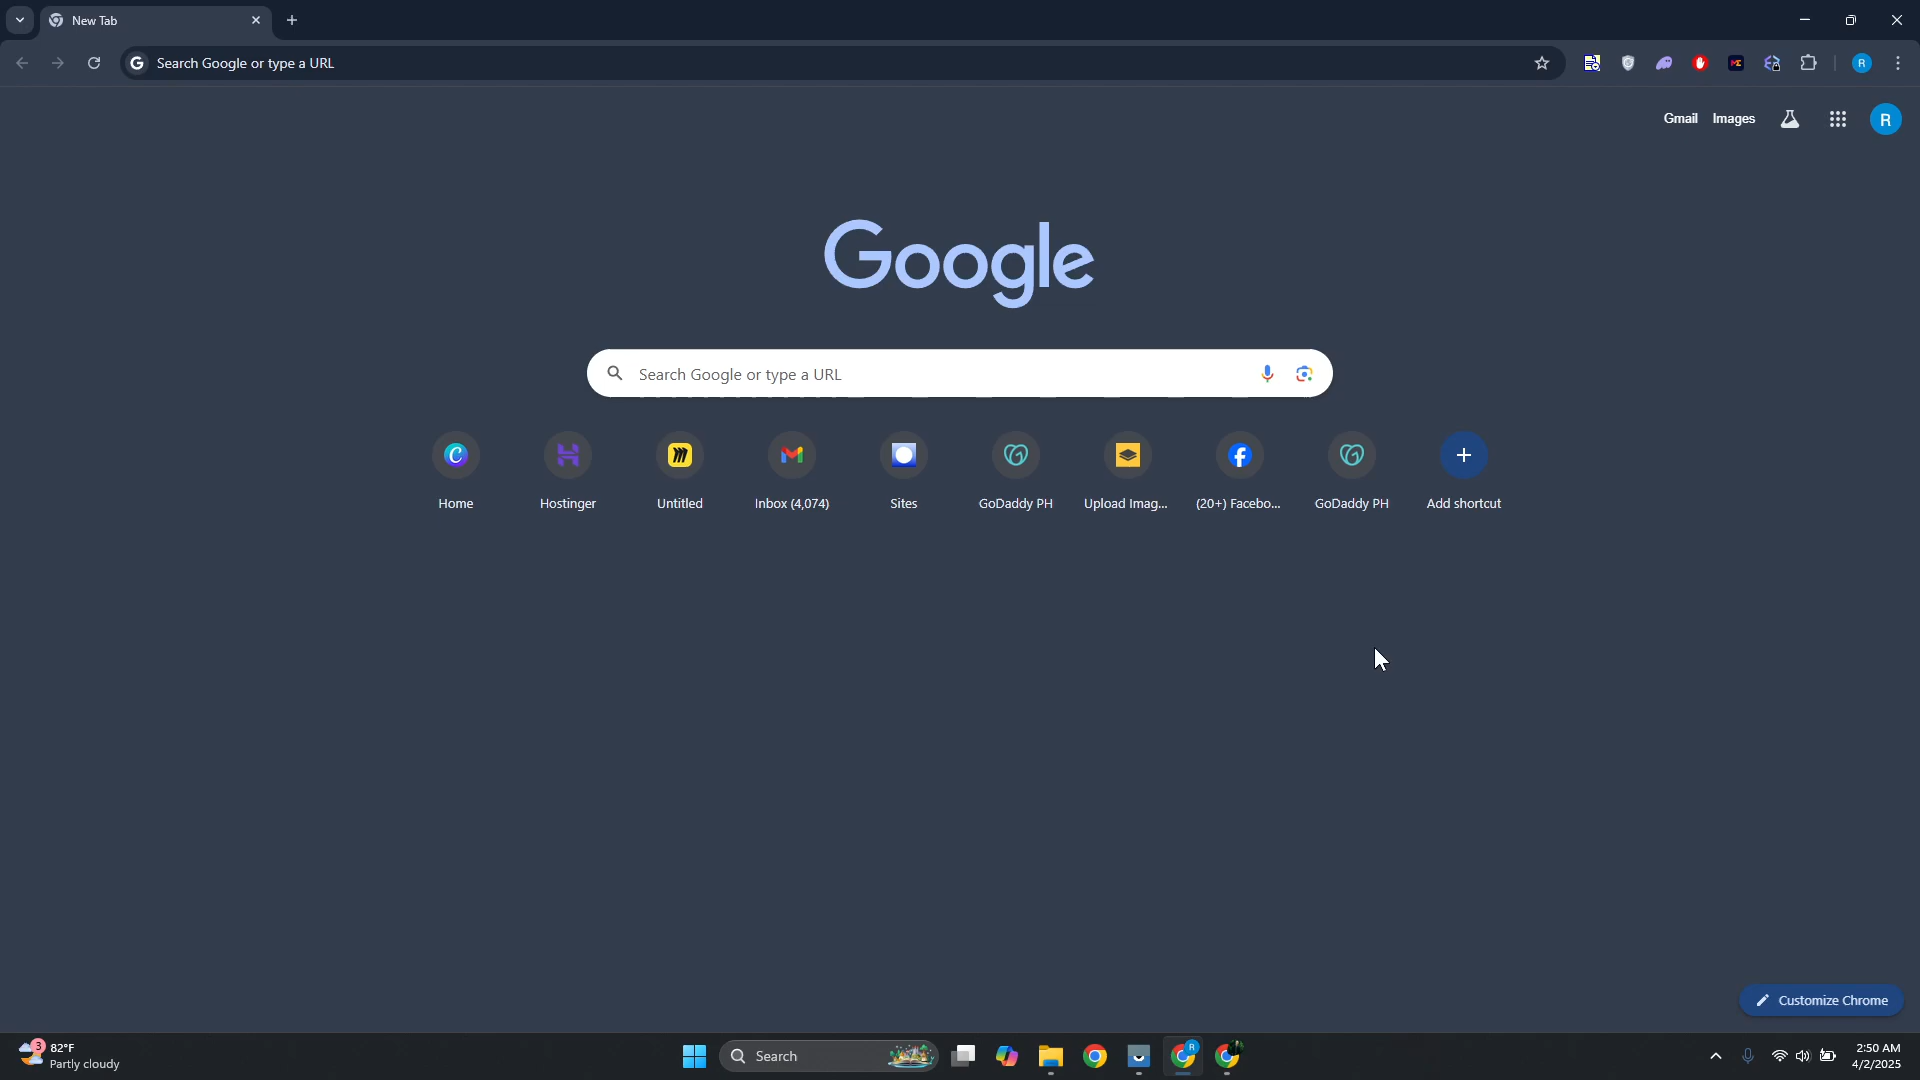 New Tab
Search Google or type a URL
Gmail Images
R
Google
Search Google or type a URL
Home Hostinger Untitled Inbox (4,074) Sites GoDaddy PH Upload Imag... (20+) Facebo... GoDaddy PH Add shortcut
Customize Chrome
3 82°F
Partly cloudy
Search
2:50 AM
4/2/2025